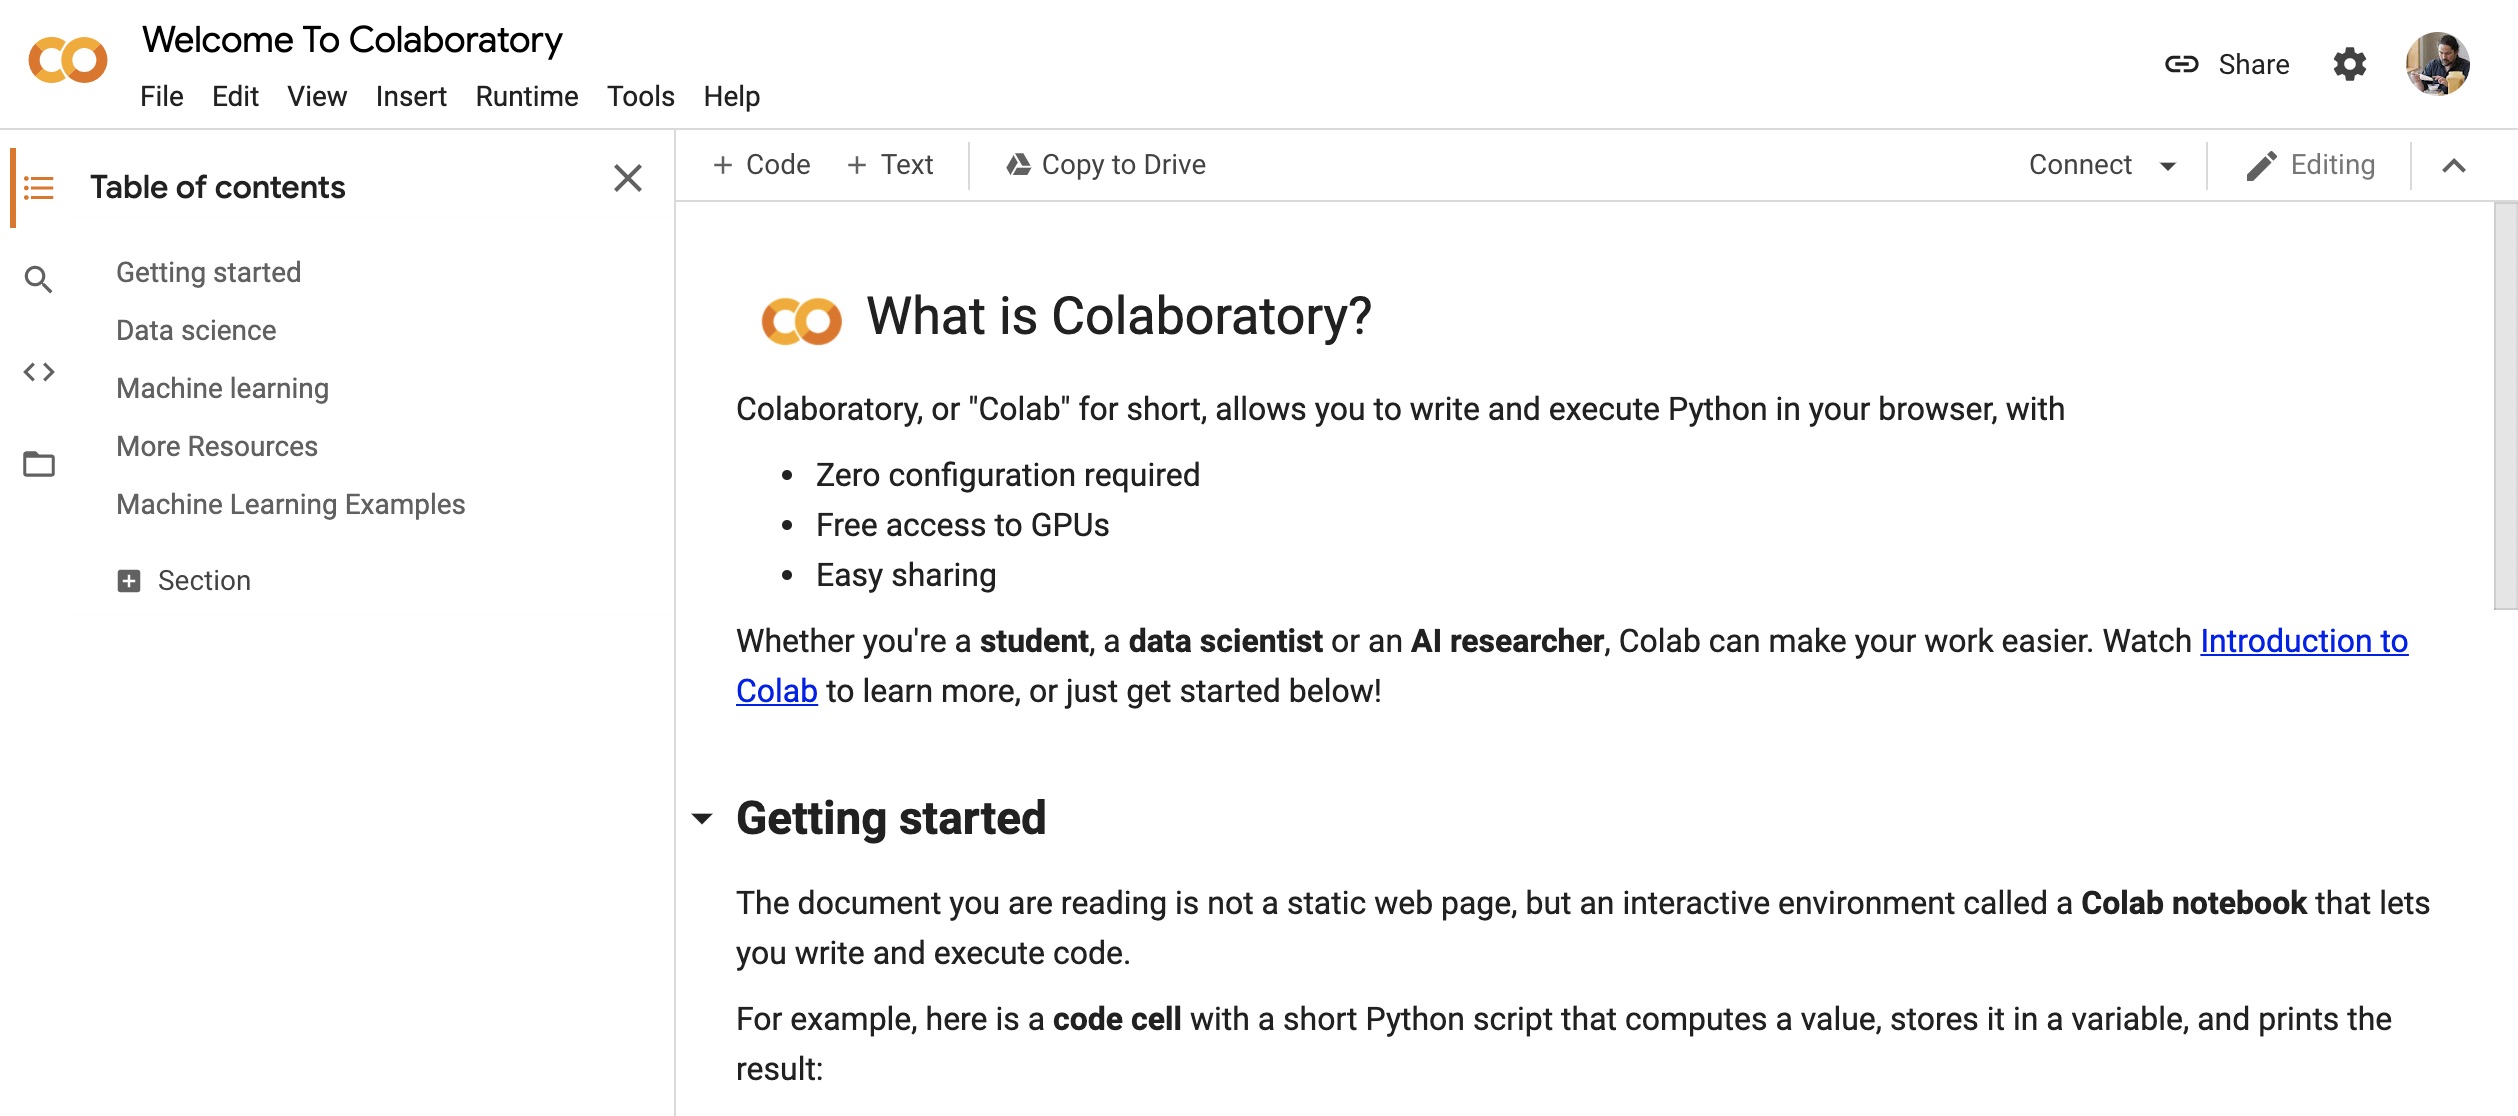 Welcome To Colaboratory
File Edit View Insert Runtime Tools Help
Share
Table of contents
Getting started
Data science
Machine learning
More Resources
Machine Learning Examples
Section
+ Code + Text Copy to Drive
Connect Editing
What is Colaboratory?
Colaboratory, or "Colab" for short, allows you to write and execute Python in your browser, with
• Zero configuration required
• Free access to GPUs
• Easy sharing
Whether you're a student, a data scientist or an AI researcher, Colab can make your work easier. Watch Introduction to
Colab to learn more, or just get started below!
Getting started
The document you are reading is not a static web page, but an interactive environment called a Colab notebook that lets
you write and execute code.
For example, here is a code cell with a short Python script that computes a value, stores it in a variable, and prints the
result: